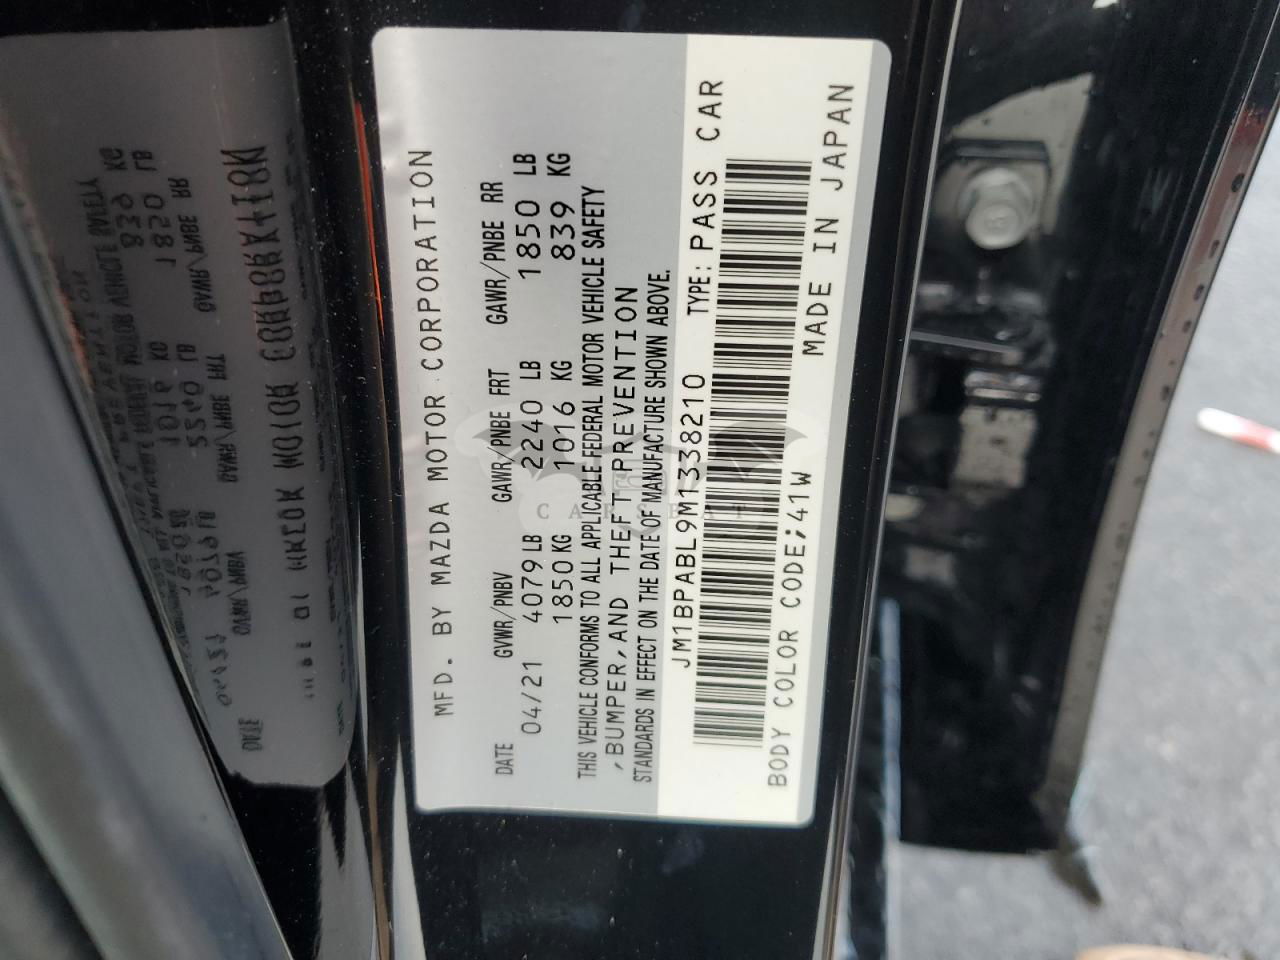 MFD. BY MAZDA MOTOR CORPORATION
DATE GVWR/PNBV GAWR/PNBE FRT GAWR/PNBE RR
04/21 4079 LB 2240 LB 1850 LB
1850 KG 1016 KG 839 KG
THIS VEHICLE CONFORMS TO ALL APPLICABLE FEDERAL MOTOR VEHICLE SAFETY
,BUMPER,AND THEFT PREVENTION
STANDARDS IN EFFECT ON THE DATE OF MANUFACTURE SHOWN ABOVE.
JM1BPABL9M1338210 TYPE: PASS CAR
BODY COLOR CODE;41W MADE IN JAPAN
CARSBAT